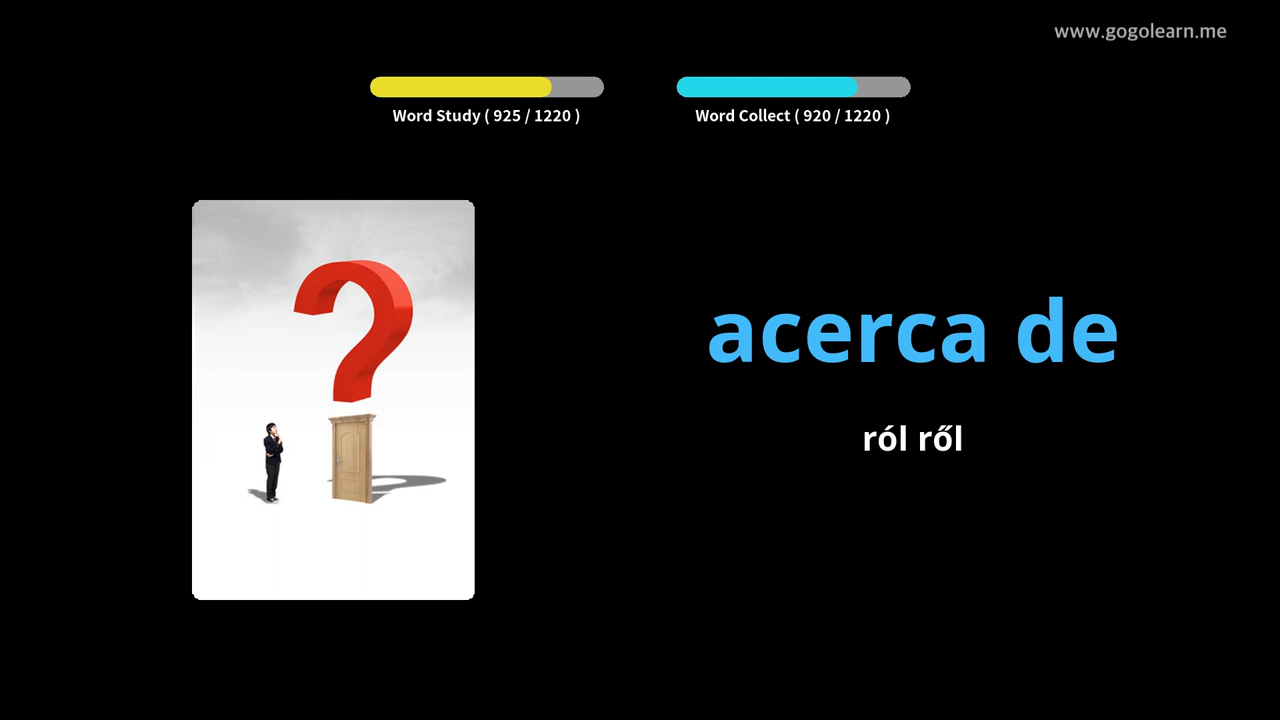 www.gogolearn.me
Word Study ( 925 / 1220 )
Word Collect ( 920 / 1220 )
acerca de
ról ről